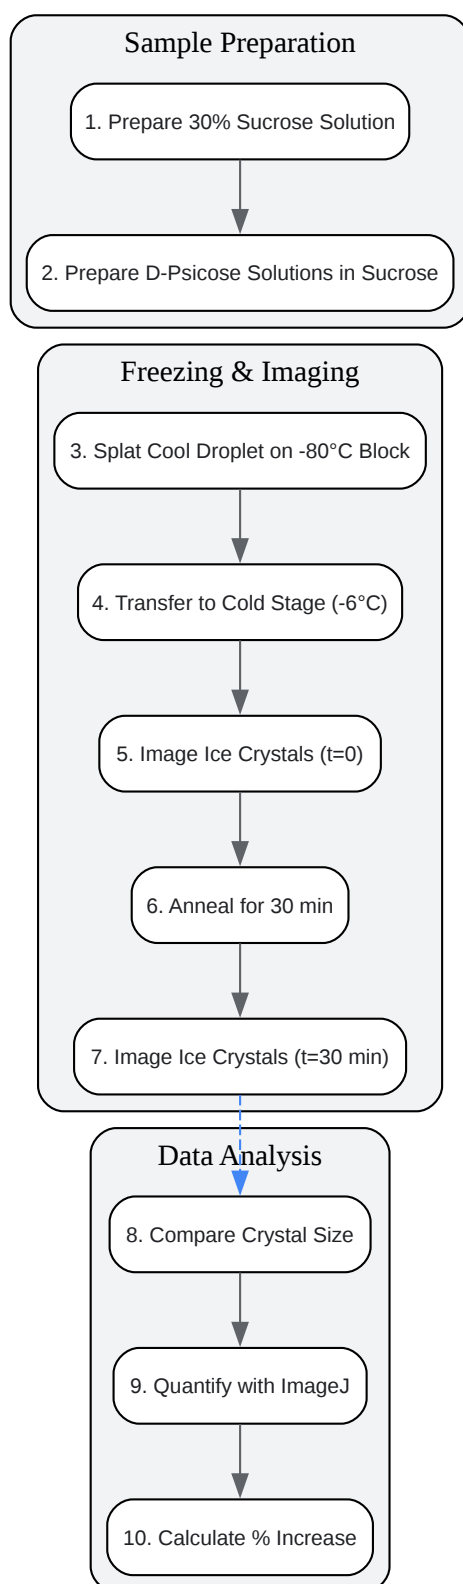 Sample Preparation
1. Prepare 30% Sucrose Solution
2. Prepare D-Psicose Solutions in Sucrose
Freezing & Imaging
3. Splat Cool Droplet on -80°C Block
4. Transfer to Cold Stage (-6°C)
5. Image Ice Crystals (t=0)
6. Anneal for 30 min
7. Image Ice Crystals (t=30 min)
Data Analysis
8. Compare Crystal Size
9. Quantify with ImageJ
10. Calculate % Increase